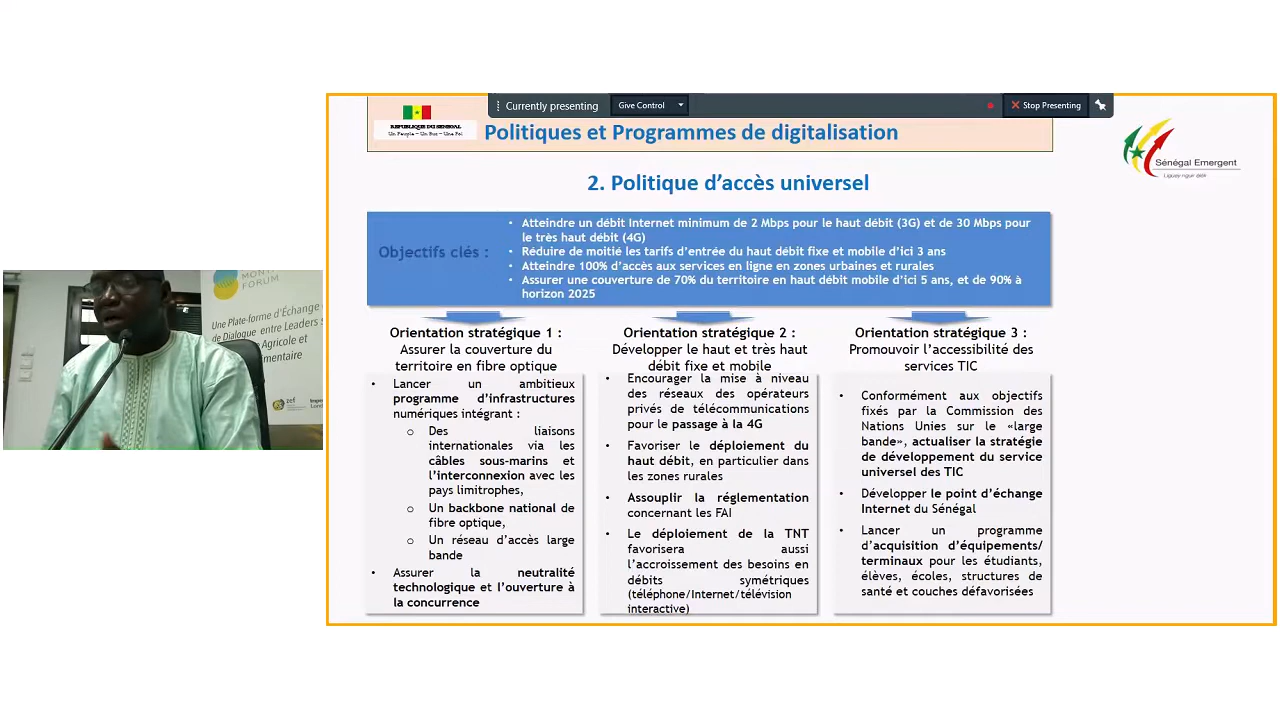 Currently presenting
Give Control
Stop Presenting
REPUBLIQUE DU SENEGAL
Un Peuple – Un But – Une Foi
Politiques et Programmes de digitalisation
Sénégal Emergent
2. Politique d’accès universel
Objectifs clés :
• Atteindre un débit Internet minimum de 2 Mbps pour le haut débit (3G) et de 30 Mbps pour
le très haut débit (4G)
• Réduire de moitié les tarifs d’entrée du haut débit fixe et mobile d’ici 3 ans
• Atteindre 100% d’accès aux services en ligne en zones urbaines et rurales
• Assurer une couverture de 70% du territoire en haut débit mobile d’ici 5 ans, et de 90% à
horizon 2025
Orientation stratégique 1 :
Assurer la couverture du
territoire en fibre optique
• Lancer un ambitieux
programme d’infrastructures
numériques intégrant :
o Des liaisons
internationales via les
câbles sous-marins et
l’interconnexion avec les
pays limitrophes,
o Un backbone national de
fibre optique,
o Un réseau d’accès large
bande
• Assurer la neutralité
technologique et l’ouverture à
la concurrence
Orientation stratégique 2 :
Développer le haut et très haut
débit fixe et mobile
• Encourager la mise à niveau
des réseaux des opérateurs
privés de télécommunications
pour le passage à la 4G
• Favoriser le déploiement du
haut débit, en particulier dans
les zones rurales
• Assouplir la réglementation
concernant les FAI
• Le déploiement de la TNT
favorisera aussi
l’accroissement des besoins en
débits symétriques
(téléphone/Internet/télévision
interactive)
Orientation stratégique 3 :
Promouvoir l’accessibilité des
services TIC
• Conformément aux objectifs
fixés par la Commission des
Nations Unies sur le «large
bande», actualiser la stratégie
de développement du service
universel des TIC
• Développer le point d’échange
Internet du Sénégal
• Lancer un programme
d’acquisition d’équipements/
terminaux pour les étudiants,
élèves, écoles, structures de
santé et couches défavorisées
FORUM
Une Plate-forme d'Échange
de Dialogue entre Leaders
Agricole et
zef